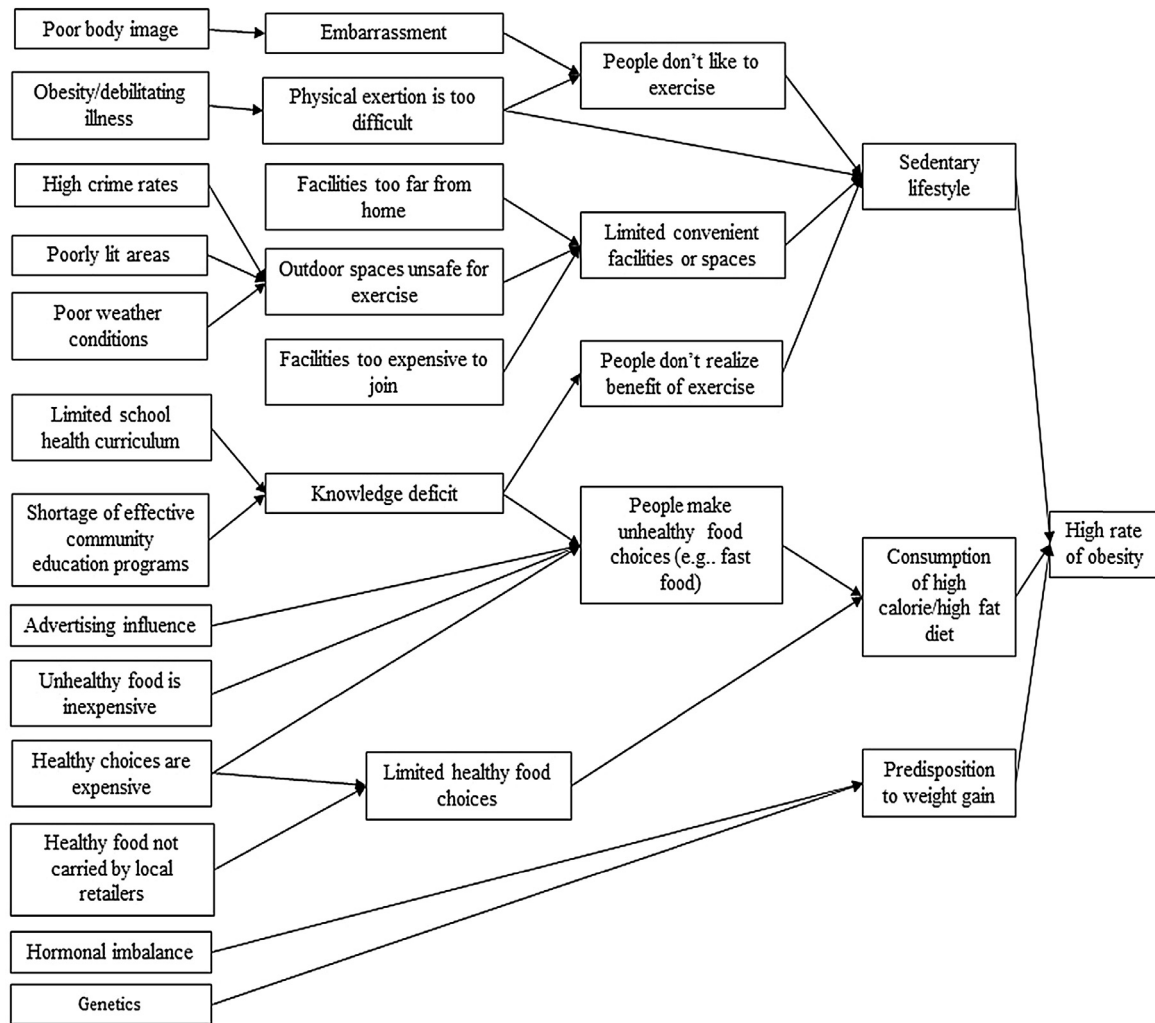 Poor body image
Embarrassment
People don’t like to
exercise
Obesity/debilitating
illness
Physical exertion is too
difficult
Sedentary
lifestyle
High crime rates
Facilities too far from
home
Limited convenient
facilities or spaces
Poorly lit areas
Outdoor spaces unsafe for
exercise
Poor weather
conditions
Facilities too expensive to
join
People don’t realize
benefit of exercise
Limited school
health curriculum
Knowledge deficit
People make
unhealthy food
choices (e.g.. fast
food)
Shortage of effective
community
education programs
High rate
of obesity
Consumption
of high
calorie/high fat
diet
Advertising influence
Unhealthy food is
inexpensive
Healthy choices are
expensive
Limited healthy food
choices
Predisposition
to weight gain
Healthy food not
carried by local
retailers
Hormonal imbalance
Genetics